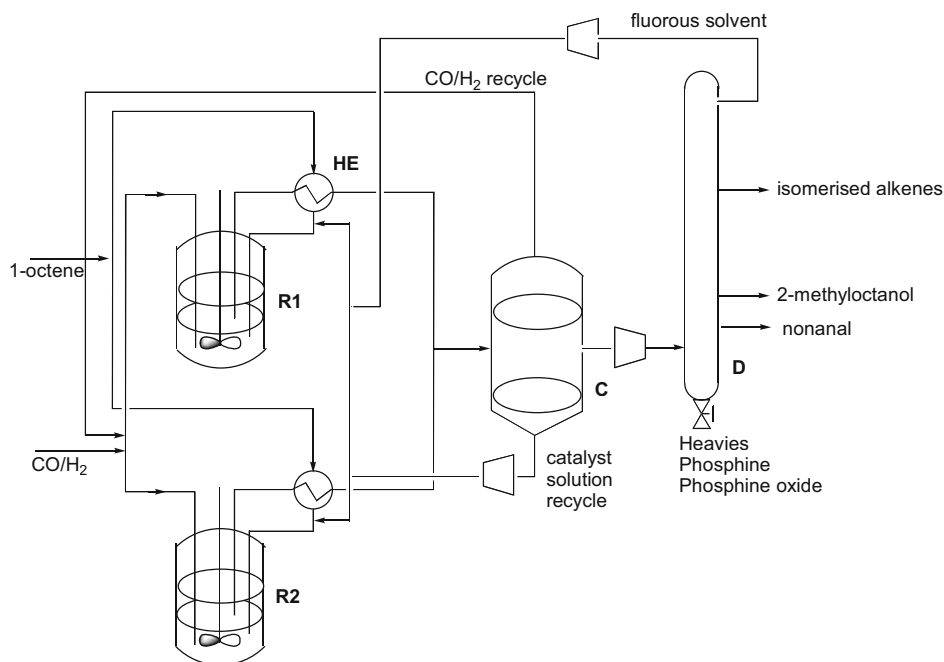 fluorous solvent
CO/H₂ recycle
HE
isomerised alkenes
1-octene
R1
2-methyloctanol
nonanal
D
C
CO/H₂
catalyst
solution
recycle
Heavies
Phosphine
Phosphine oxide
R2